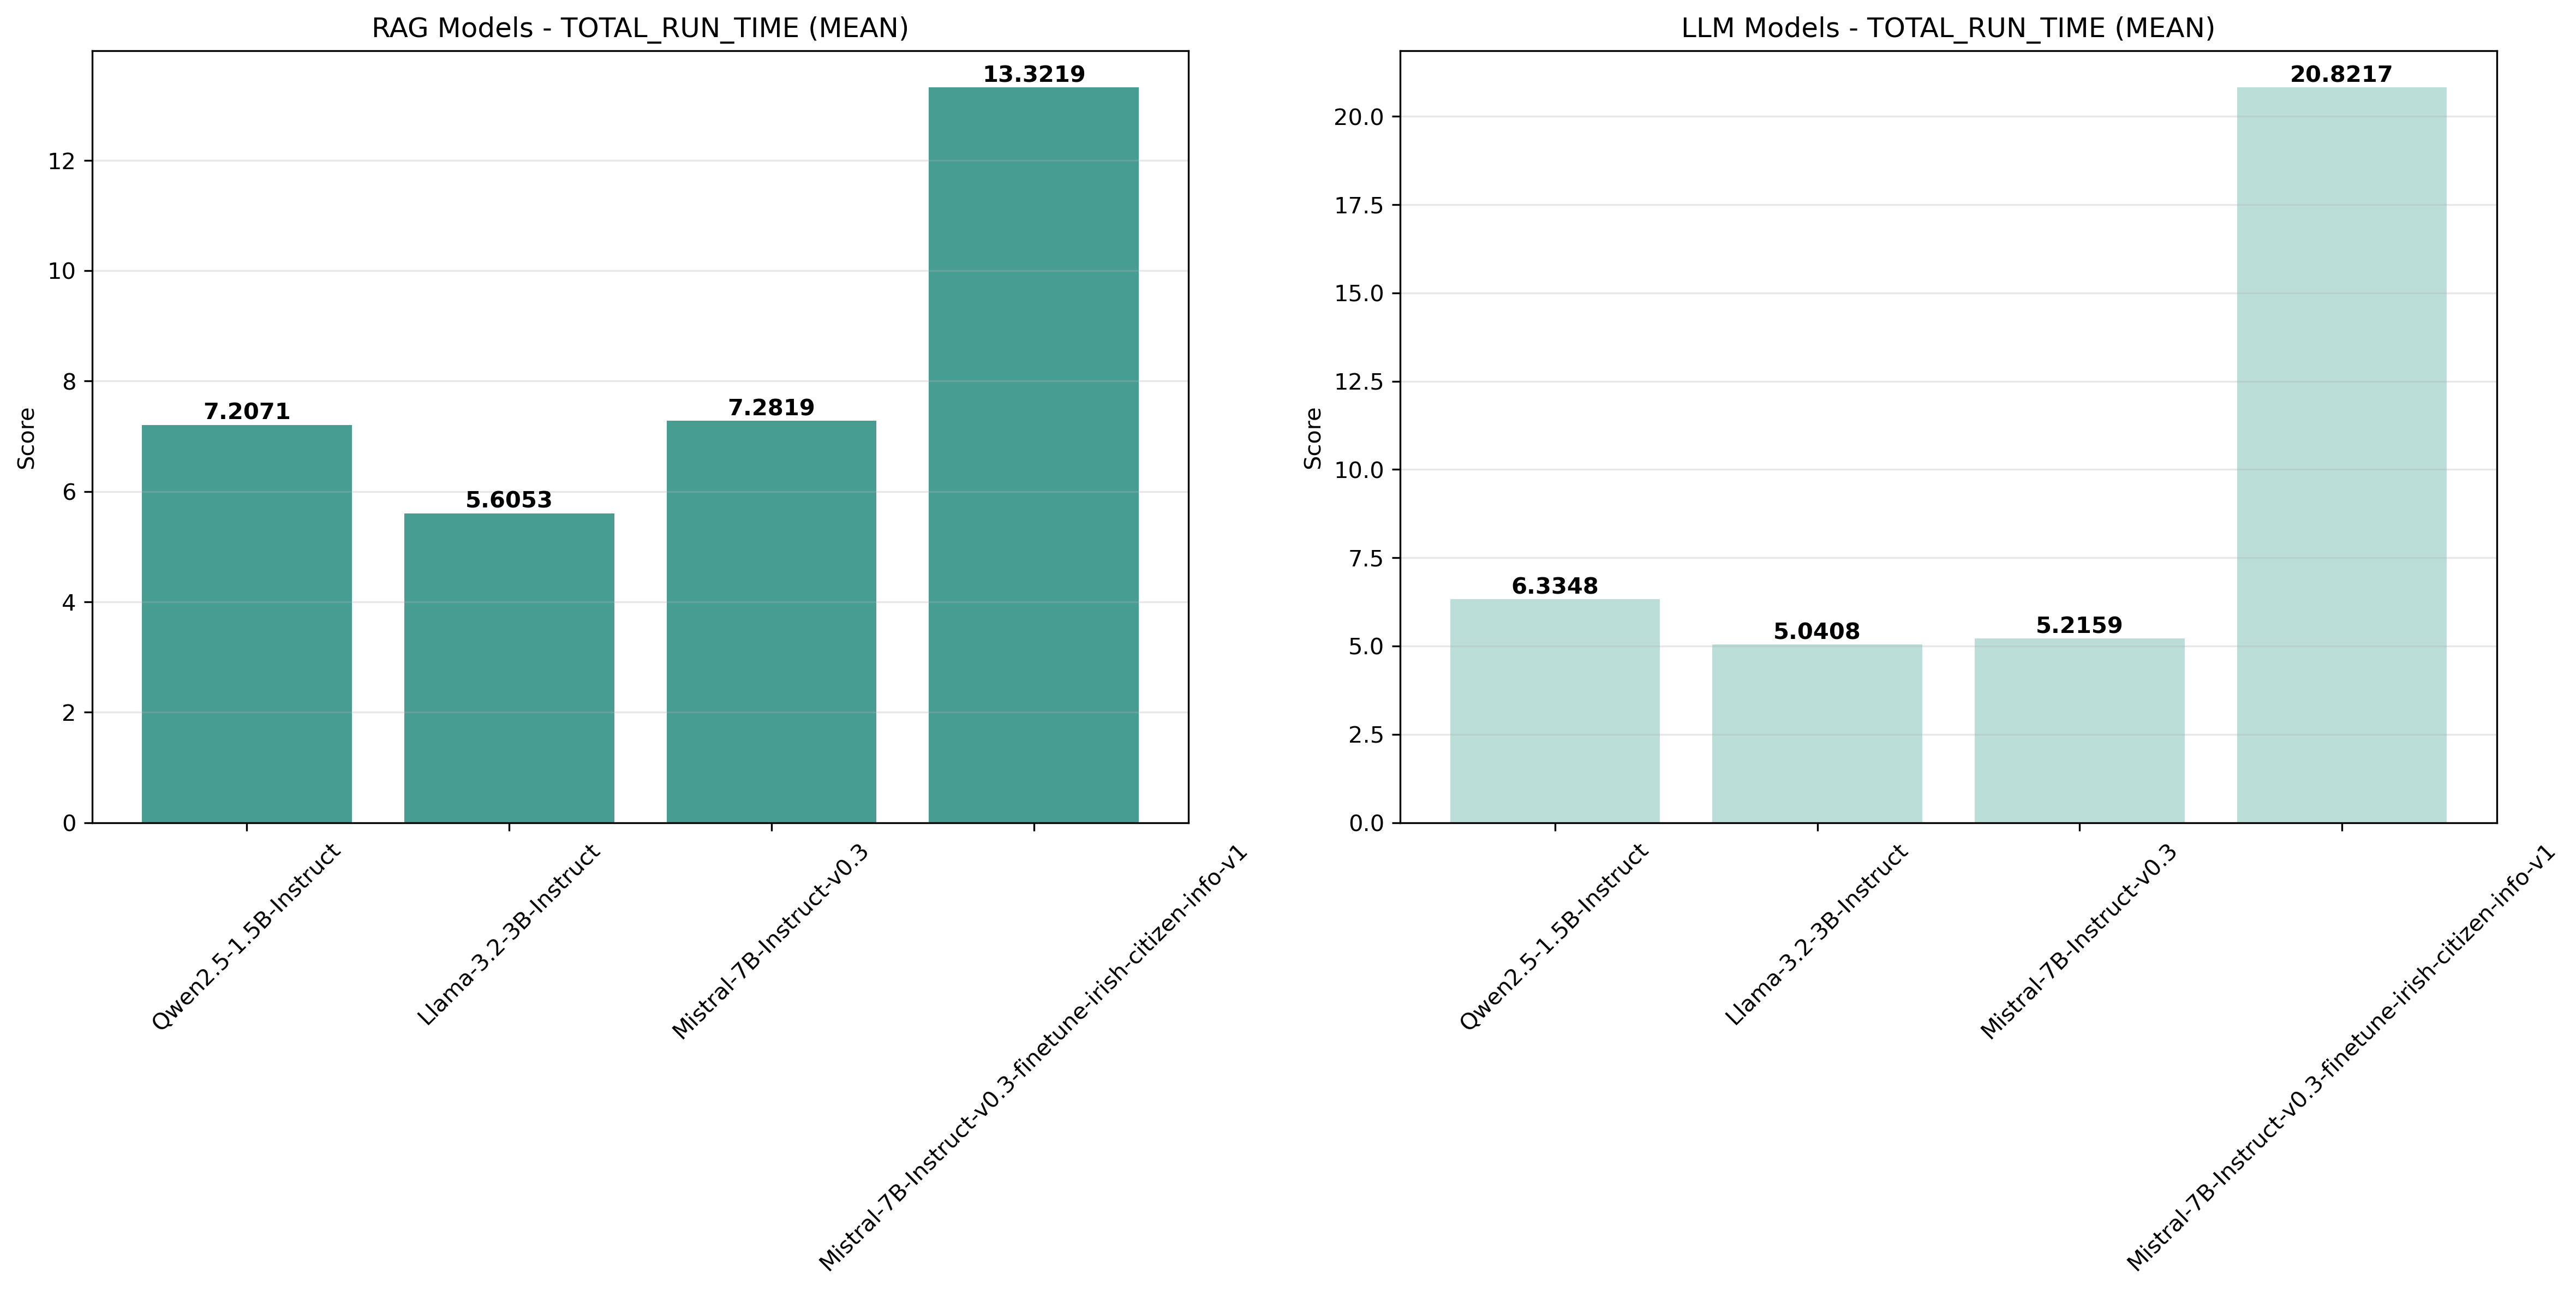 RAG Models - TOTAL_RUN_TIME (MEAN)
Score
12
10
8
6
4
2
0
7.2071
5.6053
7.2819
13.3219
Qwen2.5-1.5B-Instruct
Llama-3.2-3B-Instruct
Mistral-7B-Instruct-v0.3
Mistral-7B-Instruct-v0.3-finetune-irish-citizen-info-v1
LLM Models - TOTAL_RUN_TIME (MEAN)
Score
20.0
17.5
15.0
12.5
10.0
7.5
5.0
2.5
0.0
6.3348
5.0408
5.2159
20.8217
Qwen2.5-1.5B-Instruct
Llama-3.2-3B-Instruct
Mistral-7B-Instruct-v0.3
Mistral-7B-Instruct-v0.3-finetune-irish-citizen-info-v1